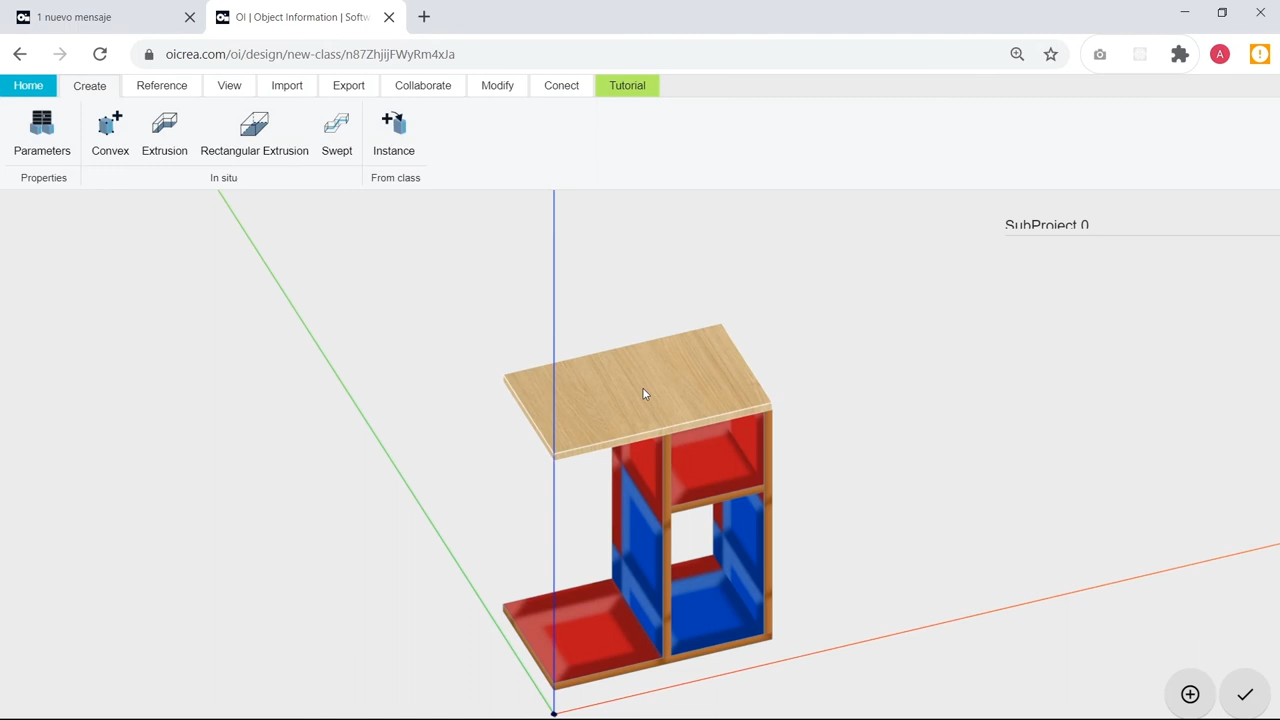 1 nuevo mensaje
OI | Object Information | Softw
oicrea.com/oi/design/new-class/n87ZhjijFWyRm4xJa
A
Home Create Reference View Import Export Collaborate Modify Conect Tutorial
Parameters Convex Extrusion Rectangular Extrusion Swept Instance
Properties In situ From class
SubProject 0